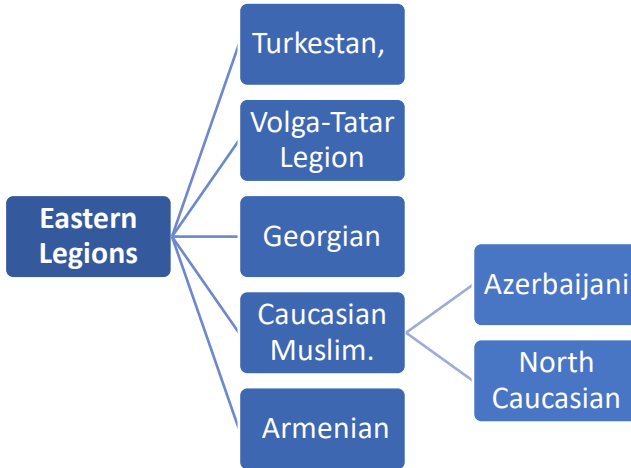 Eastern
Legions
Turkestan,
Volga-Tatar
Legion
Georgian
Caucasian
Muslim.
Armenian
Azerbaijani
North
Caucasian